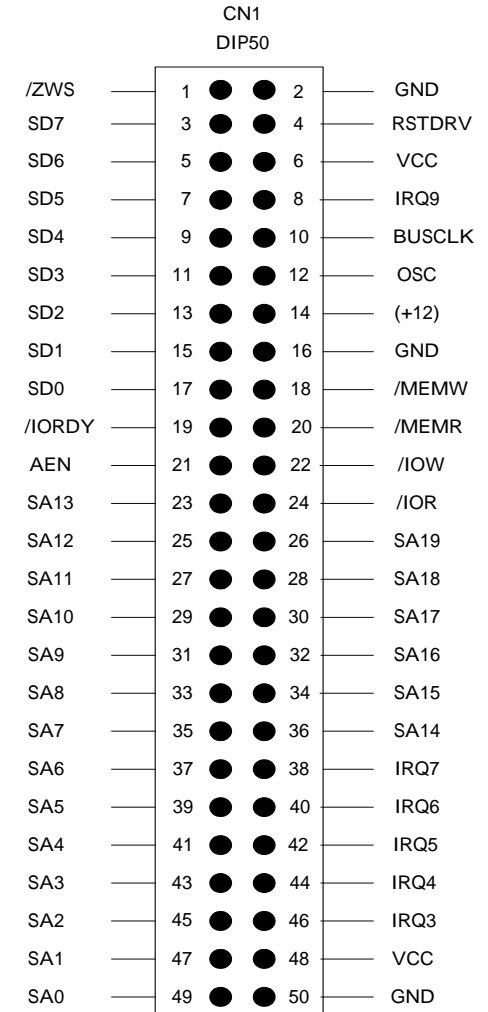 CN1
DIP50
/ZWS 1 2 GND
SD7 3 4 RSTDRV
SD6 5 6 VCC
SD5 7 8 IRQ9
SD4 9 10 BUSCLK
SD3 11 12 OSC
SD2 13 14 (+12)
SD1 15 16 GND
SD0 17 18 /MEMW
/IORDY 19 20 /MEMR
AEN 21 22 /IOW
SA13 23 24 /IOR
SA12 25 26 SA19
SA11 27 28 SA18
SA10 29 30 SA17
SA9 31 32 SA16
SA8 33 34 SA15
SA7 35 36 SA14
SA6 37 38 IRQ7
SA5 39 40 IRQ6
SA4 41 42 IRQ5
SA3 43 44 IRQ4
SA2 45 46 IRQ3
SA1 47 48 VCC
SA0 49 50 GND